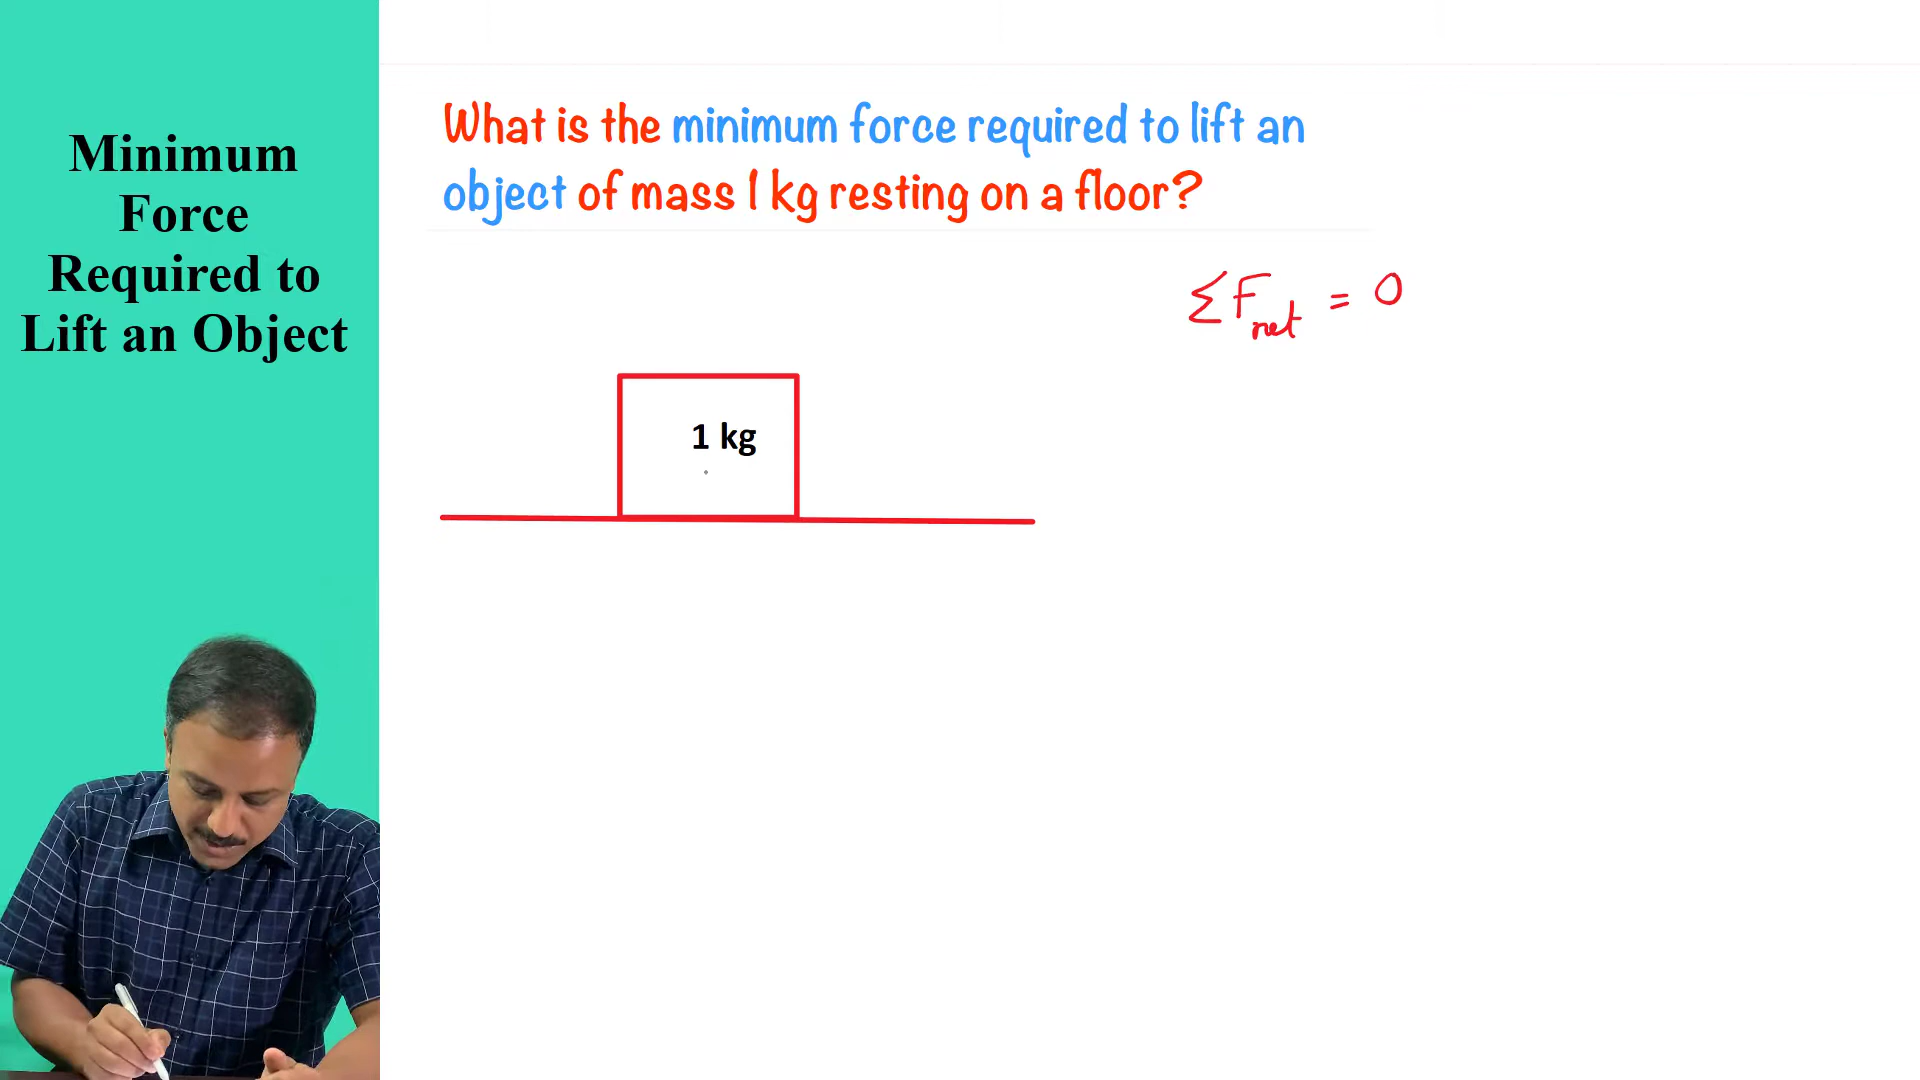 Minimum
Force
Required to
Lift an Object
What is the minimum force required to lift an
object of mass 1 kg resting on a floor?
ΣF_net = 0
1 kg